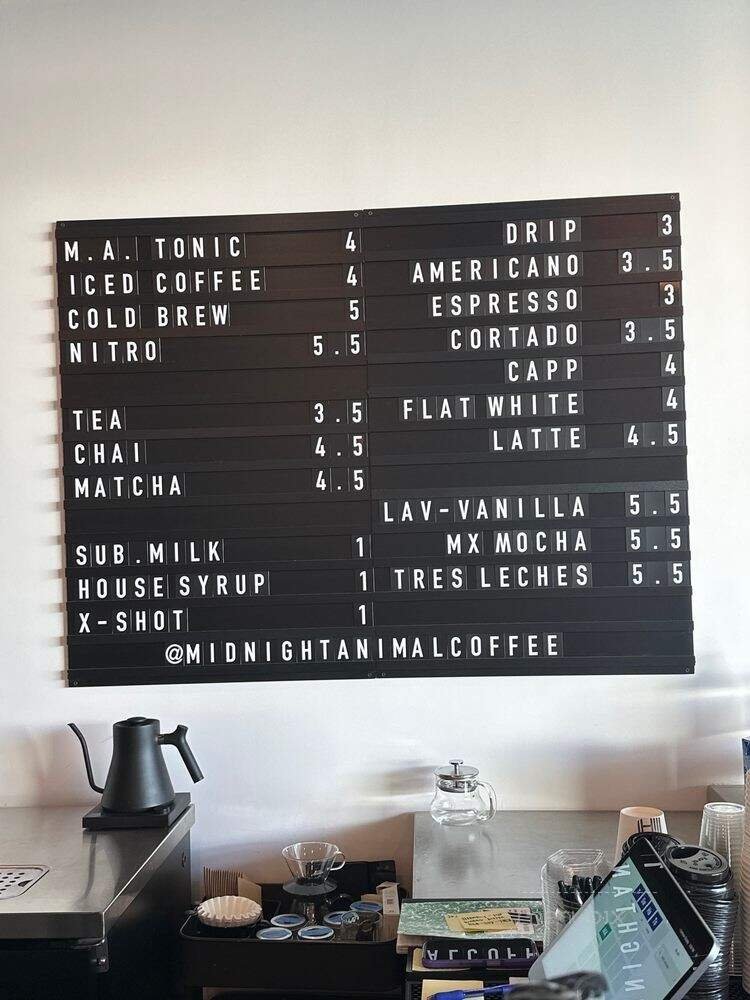 M.A. TONIC 4
ICED COFFEE 4
COLD BREW 5
NITRO 5.5
TEA 3.5
CHAI 4.5
MATCHA 4.5
SUB.MILK 1
HOUSE SYRUP 1
X-SHOT 1
DRIP 3
AMERICANO 3.5
ESPRESSO 3
CORTADO 3.5
CAPP 4
FLAT WHITE 4
LATTE 4.5
LAV-VANILLA 5.5
MX MOCHA 5.5
TRES LECHES 5.5
@MIDNIGHTANIMALCOFFEE